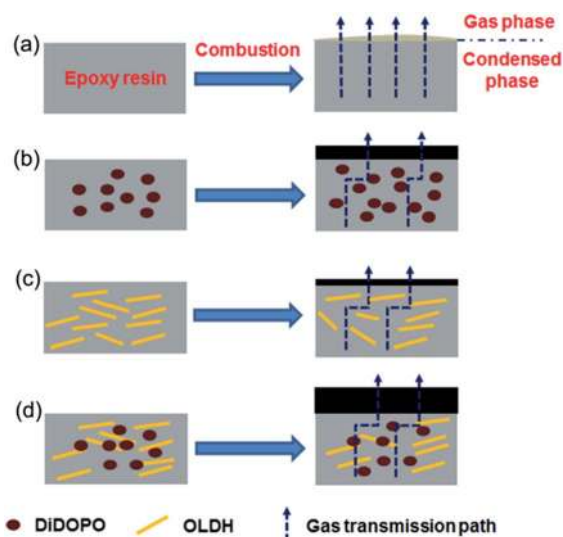 (a)
Epoxy resin
Combustion
Gas phase
Condensed
phase
(b)
(c)
(d)
DiDOPO
OLDH
Gas transmission path